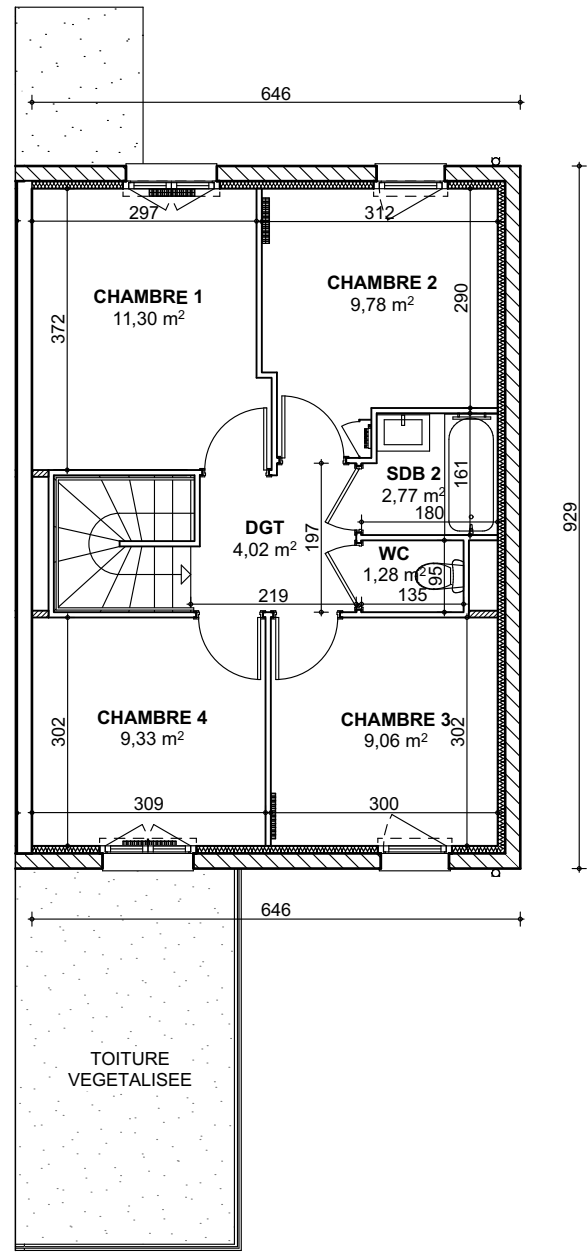 646
297
312
CHAMBRE 1
11,30 m²
CHAMBRE 2
9,78 m²
372
290
SDB 2
2,77 m²
161
180
DGT
4,02 m²
197
WC
1,28 m²
95
135
219
929
CHAMBRE 4
9,33 m²
CHAMBRE 3
9,06 m²
302
302
309
300
646
TOITURE
VEGETALISEE